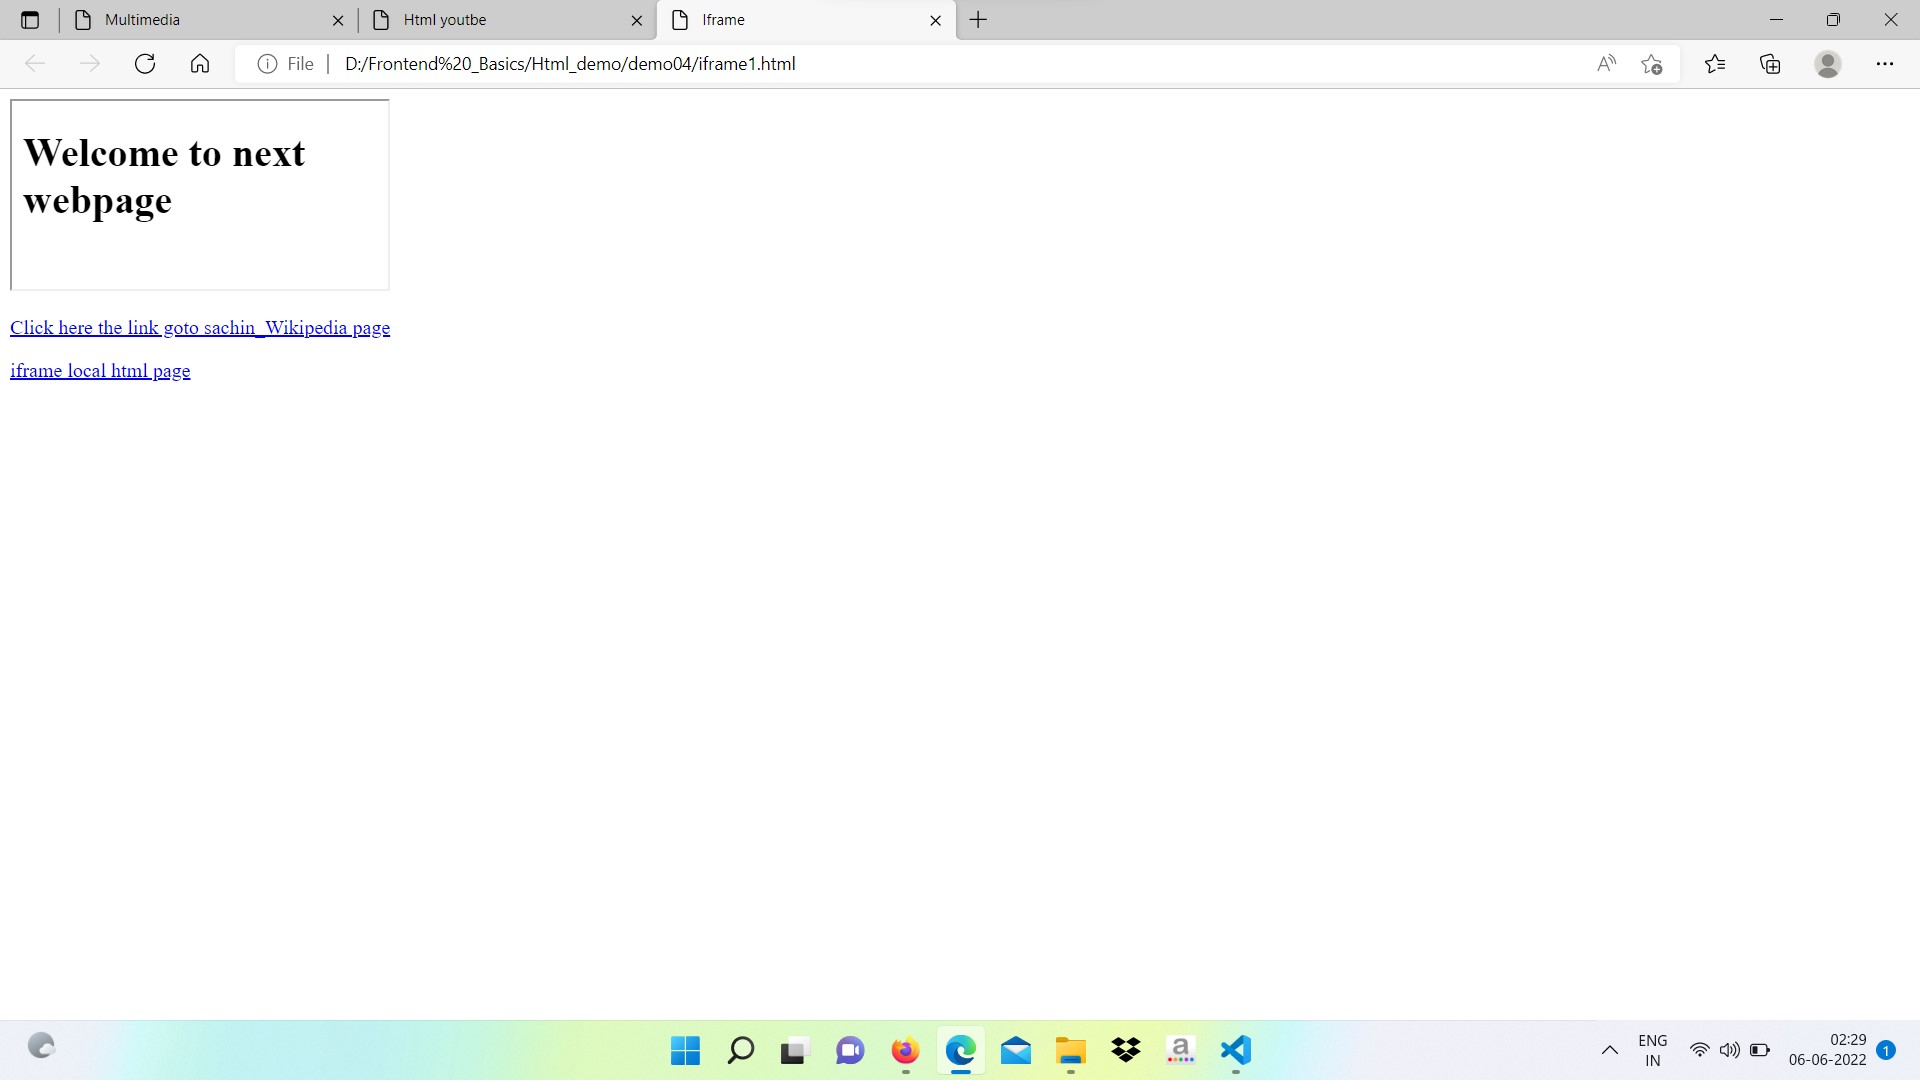 Multimedia
Html youtbe
Iframe
File
D:/Frontend%20_Basics/Html_demo/demo04/iframe1.html
Welcome to next
webpage
Click here the link goto sachin_Wikipedia page
iframe local html page
a
ENG
IN
02:29
06-06-2022
1